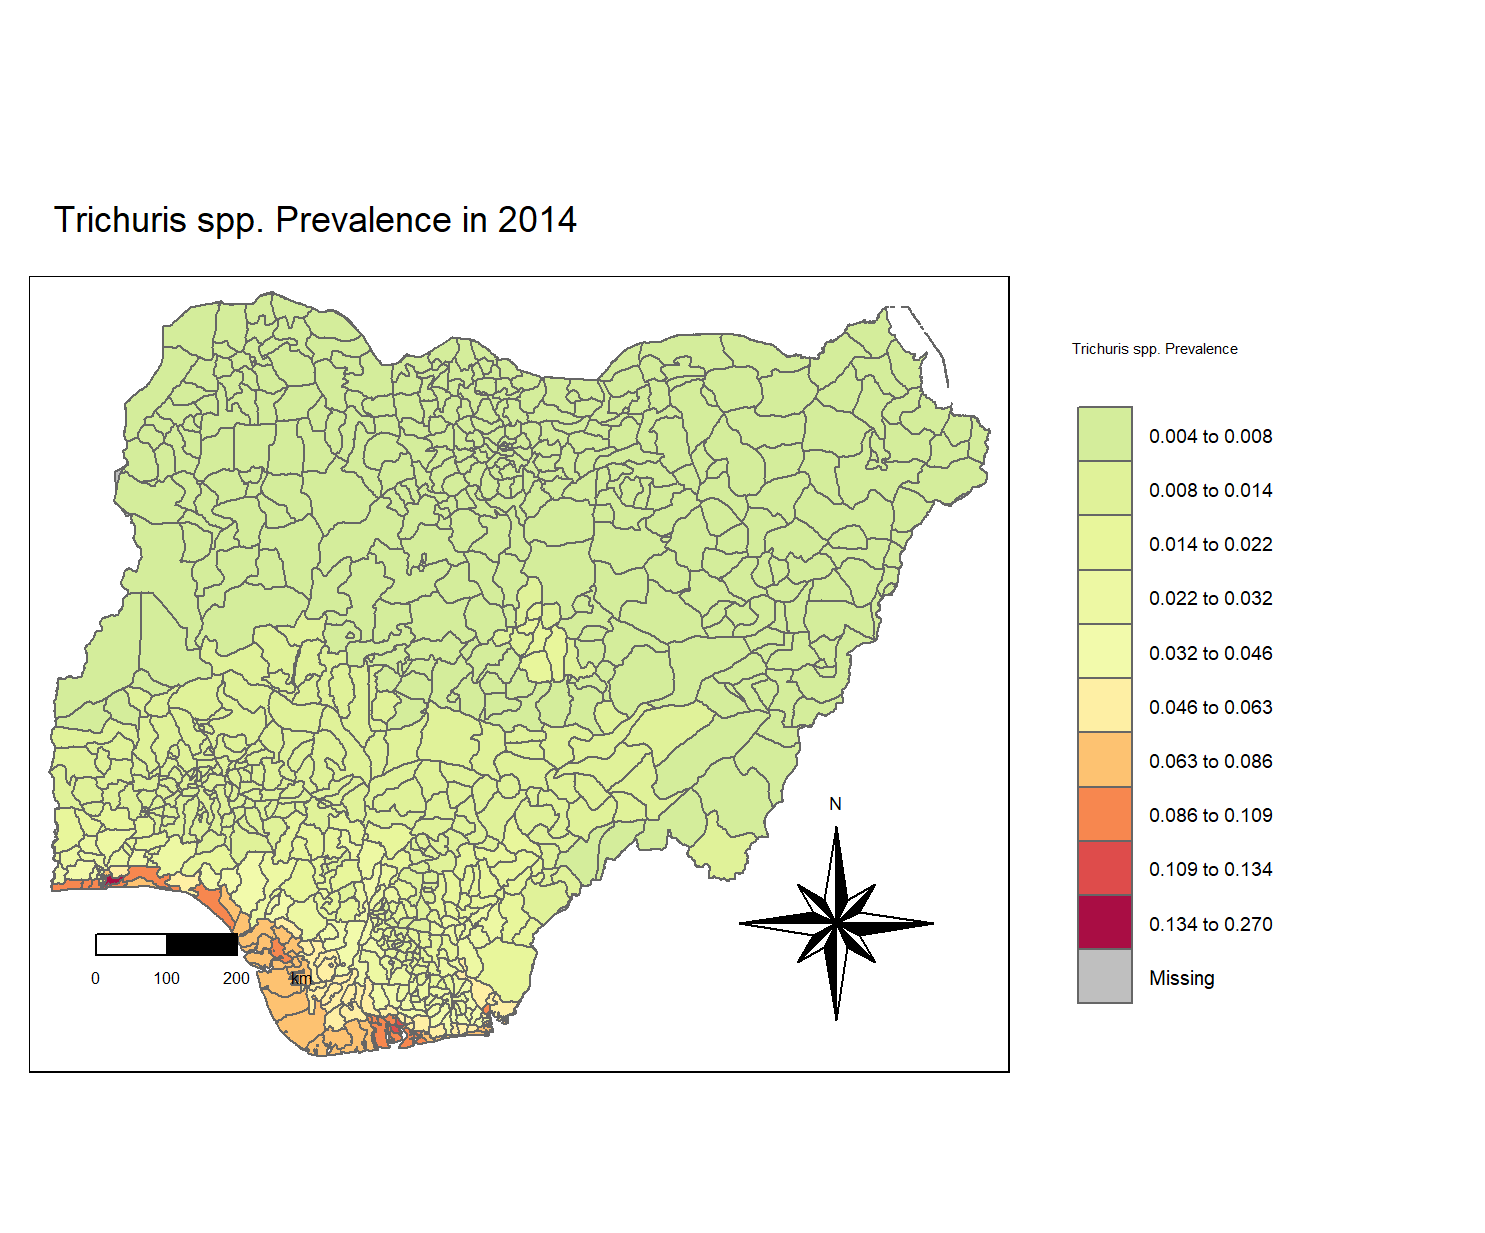 Trichuris spp. Prevalence in 2014
Trichuris spp. Prevalence
0.004 to 0.008
0.008 to 0.014
0.014 to 0.022
0.022 to 0.032
0.032 to 0.046
0.046 to 0.063
0.063 to 0.086
0.086 to 0.109
0.109 to 0.134
0.134 to 0.270
Missing
N
0 100 200 km